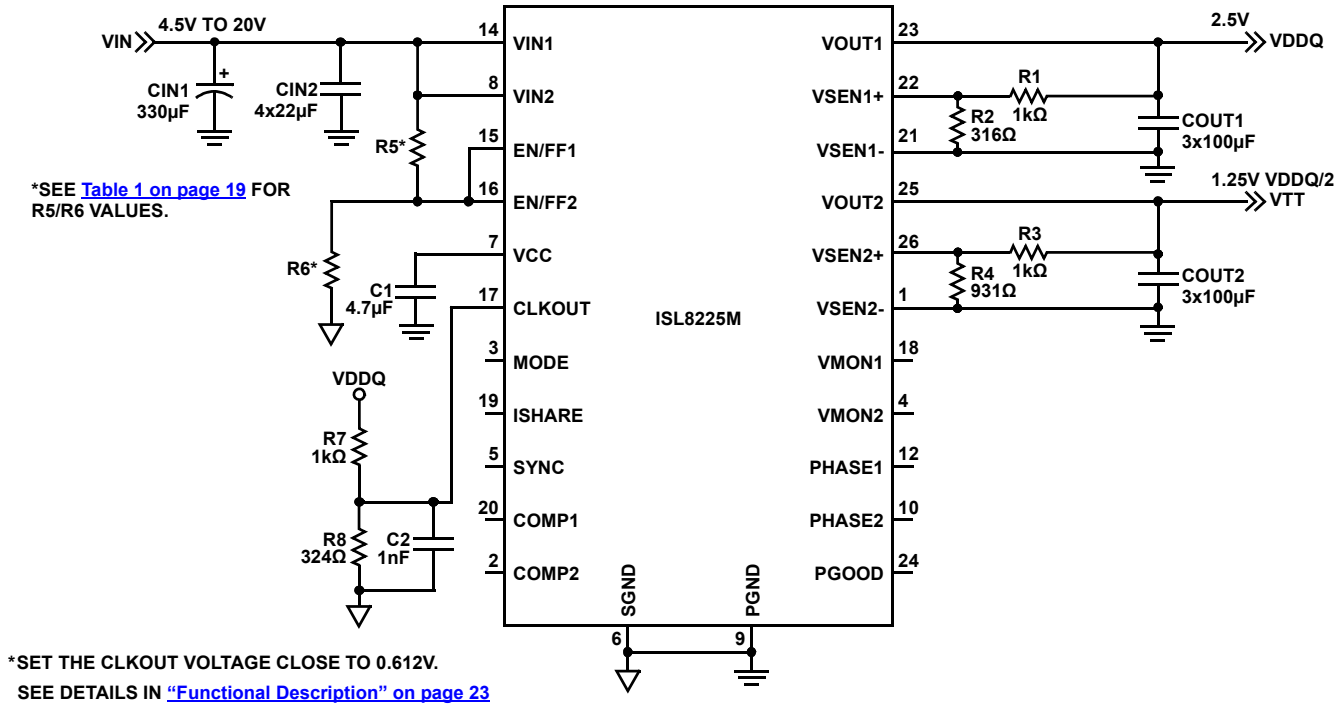 4.5V TO 20V
VIN
CIN1
330µF
+
CIN2
4x22µF
R5*
*SEE Table 1 on page 19 FOR
R5/R6 VALUES.
R6*
C1
4.7µF
VDDQ
R7
1kΩ
R8
324Ω
C2
1nF
14 VIN1
8 VIN2
15 EN/FF1
16 EN/FF2
7 VCC
17 CLKOUT
3 MODE
19 ISHARE
5 SYNC
20 COMP1
2 COMP2
ISL8225M
SGND
6
PGND
9
VOUT1 23
VSEN1+ 22
VSEN1- 21
VOUT2 25
VSEN2+ 26
VSEN2- 1
VMON1 18
VMON2 4
PHASE1 12
PHASE2 10
PGOOD 24
2.5V
VDDQ
R1
1kΩ
R2
316Ω
COUT1
3x100µF
1.25V VDDQ/2
VTT
R3
1kΩ
R4
931Ω
COUT2
3x100µF
*SET THE CLKOUT VOLTAGE CLOSE TO 0.612V.
SEE DETAILS IN “Functional Description” on page 23